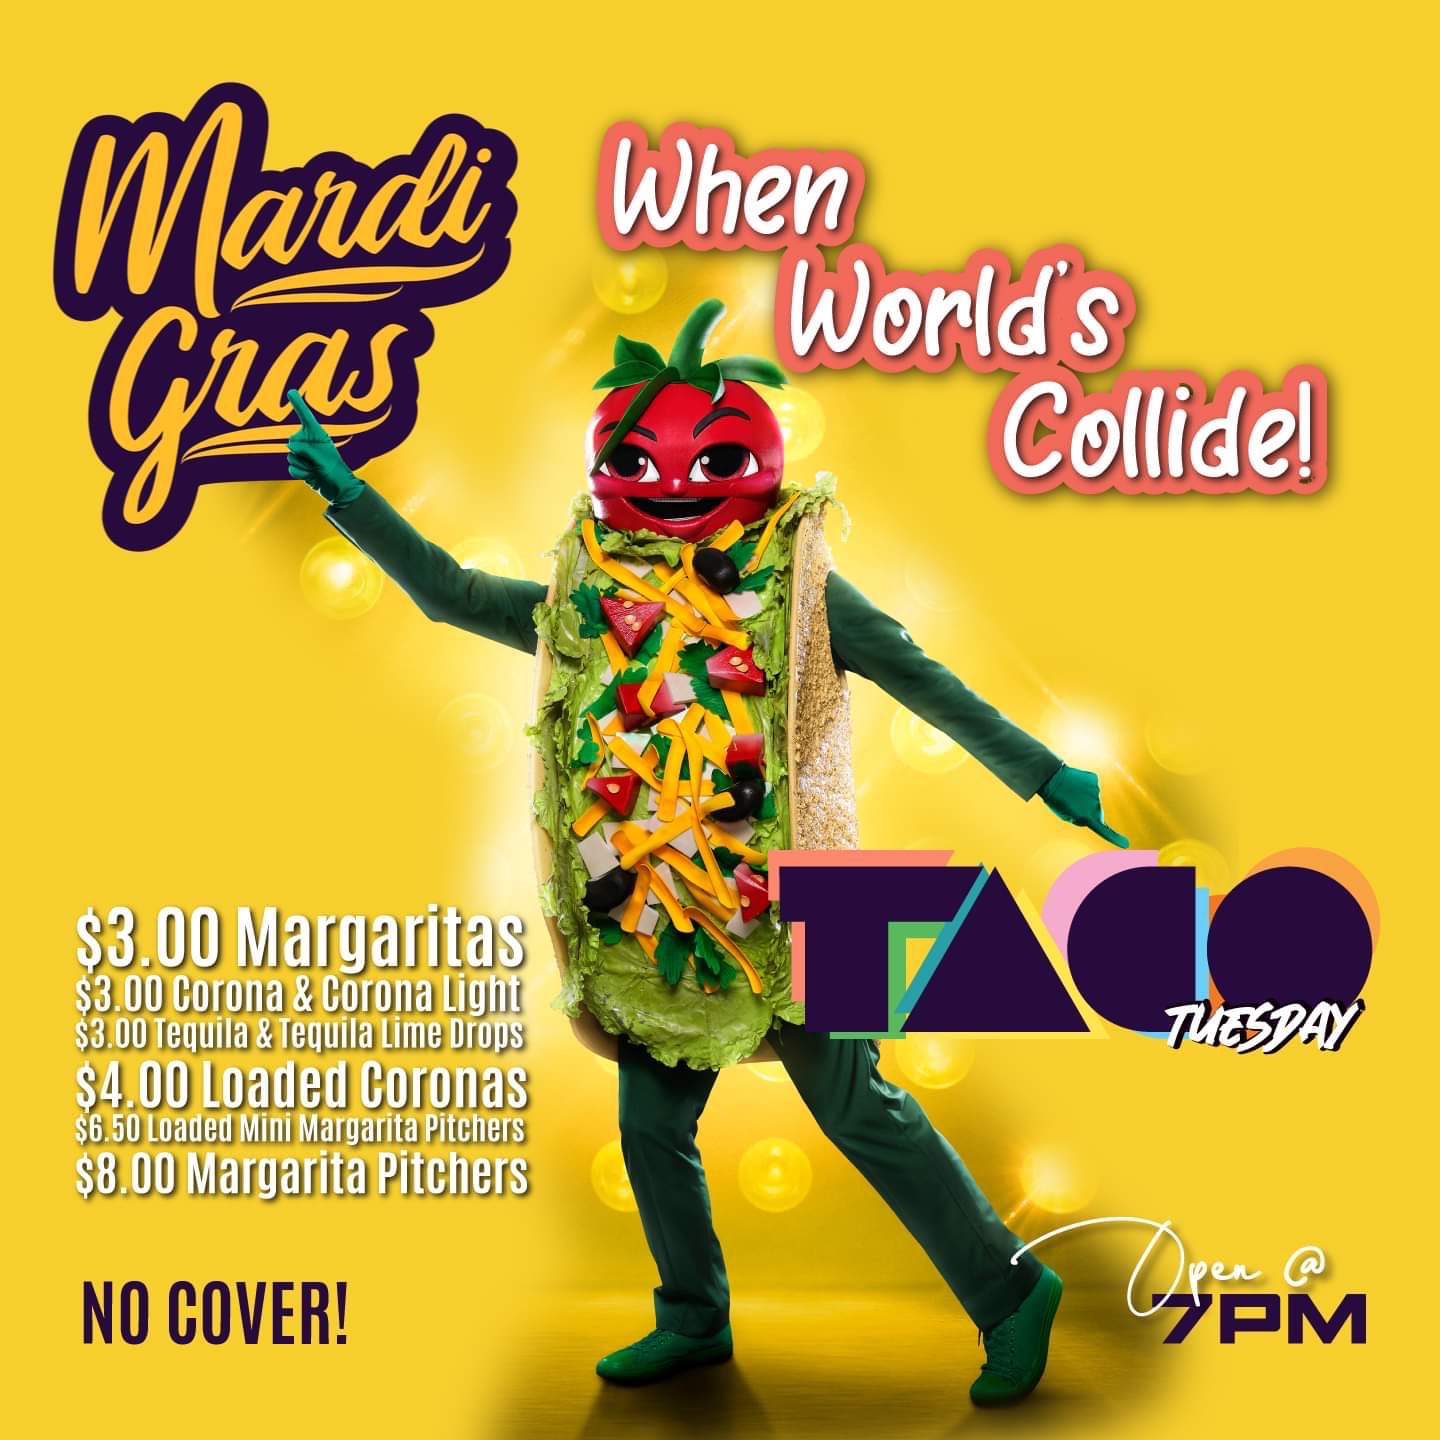 Mardi
Gras
When
World's
Collide!
TACO
TUESDAY
$3.00 Margaritas
$3.00 Corona & Corona Light
$3.00 Tequila & Tequila Lime Drops
$4.00 Loaded Coronas
$6.50 Loaded Mini Margarita Pitchers
$8.00 Margarita Pitchers
NO COVER!
Open @
7PM